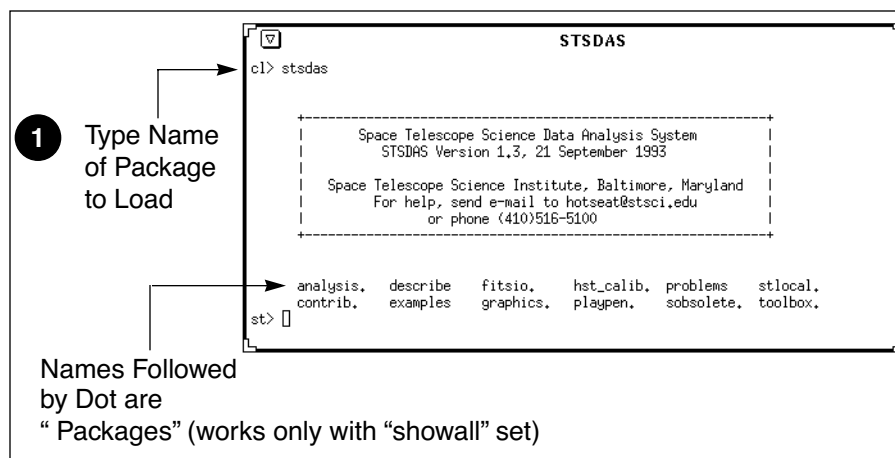 STSDAS
cl> stsdas
1
Type Name
of Package
to Load
+-----------------------------------------------------------+
| Space Telescope Science Data Analysis System |
| STSDAS Version 1.3, 21 September 1993 |
| |
| Space Telescope Science Institute, Baltimore, Maryland |
| For help, send e-mail to hotseat@stsci.edu |
| or phone (410)516-5100 |
+-----------------------------------------------------------+
analysis. describe fitsio. hst_calib. problems stlocal.
contrib. examples graphics. playpen. sobsolete. toolbox.
st>
Names Followed
by Dot are
“ Packages” (works only with “showall” set)